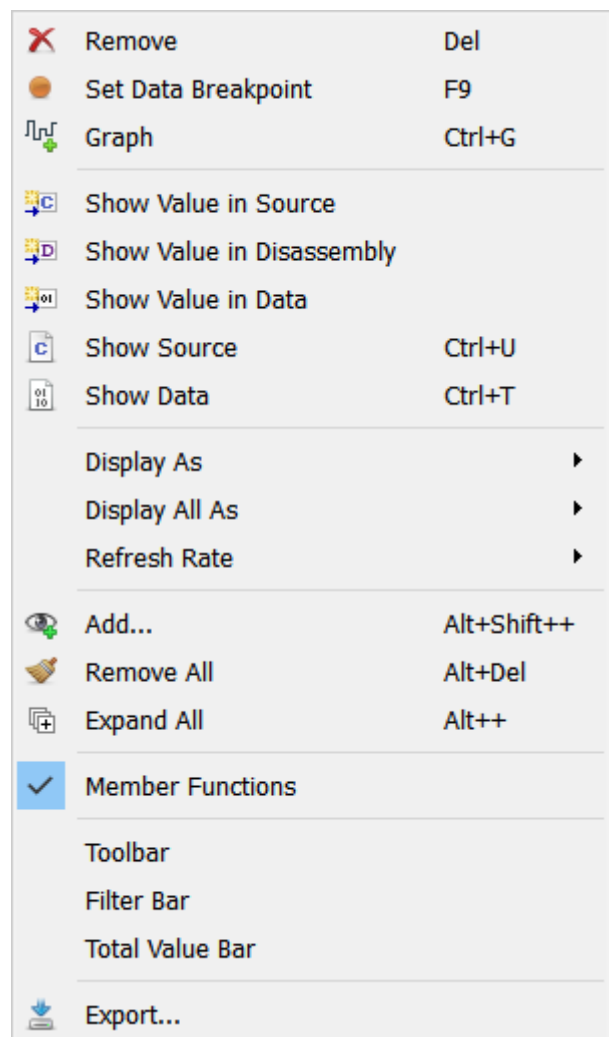 Remove Del
Set Data Breakpoint F9
Graph Ctrl+G
Show Value in Source
Show Value in Disassembly
Show Value in Data
Show Source Ctrl+U
Show Data Ctrl+T
Display As
Display All As
Refresh Rate
Add... Alt+Shift++
Remove All Alt+Del
Expand All Alt++
Member Functions
Toolbar
Filter Bar
Total Value Bar
Export...